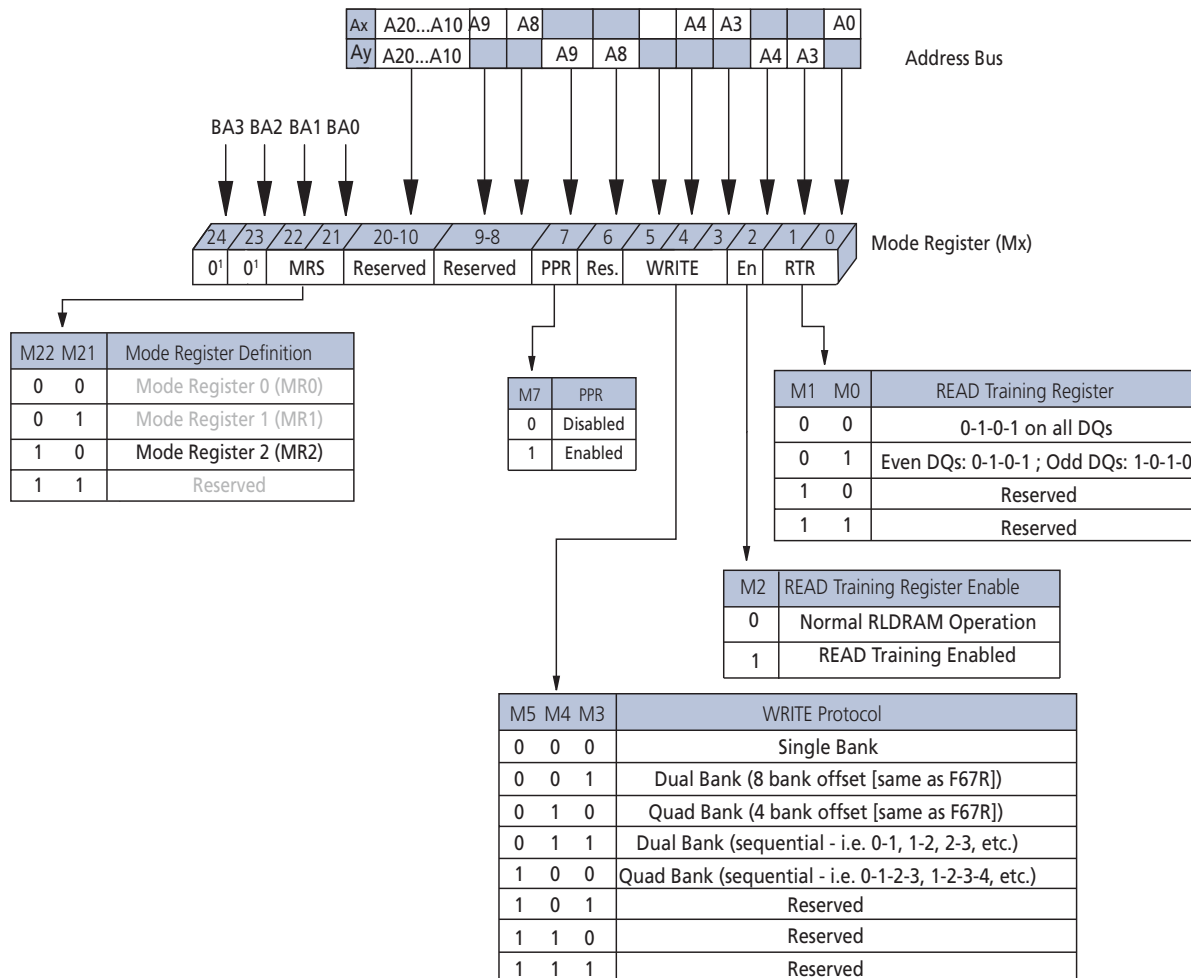 Ax A20...A10 A9 A8 A4 A3 A0
Ay A20...A10 A9 A8 A4 A3
Address Bus
BA3 BA2 BA1 BA0
24 23 22 21 20-10 9-8 7 6 5 4 3 2 1 0
Mode Register (Mx)
0¹ 0¹ MRS Reserved Reserved PPR Res. WRITE En RTR
M22 M21 Mode Register Definition
0 0 Mode Register 0 (MR0)
0 1 Mode Register 1 (MR1)
1 0 Mode Register 2 (MR2)
1 1 Reserved
M7 PPR
0 Disabled
1 Enabled
M1 M0 READ Training Register
0 0 0-1-0-1 on all DQs
0 1 Even DQs: 0-1-0-1 ; Odd DQs: 1-0-1-0
1 0 Reserved
1 1 Reserved
M2 READ Training Register Enable
0 Normal RLDRAM Operation
1 READ Training Enabled
M5 M4 M3 WRITE Protocol
0 0 0 Single Bank
0 0 1 Dual Bank (8 bank offset [same as F67R])
0 1 0 Quad Bank (4 bank offset [same as F67R])
0 1 1 Dual Bank (sequential - i.e. 0-1, 1-2, 2-3, etc.)
1 0 0 Quad Bank (sequential - i.e. 0-1-2-3, 1-2-3-4, etc.)
1 0 1 Reserved
1 1 0 Reserved
1 1 1 Reserved